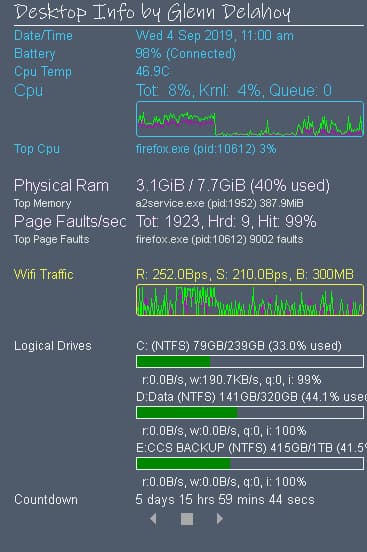 Desktop Info by Glenn Delahoy
Date/Time Wed 4 Sep 2019, 11:00 am
Battery 98% (Connected)
Cpu Temp 46.9C
Cpu Tot: 8%, Krnl: 4%, Queue: 0
Top Cpu firefox.exe (pid:10612) 3%
Physical Ram 3.1GiB / 7.7GiB (40% used)
Top Memory a2service.exe (pid:1952) 387.9MiB
Page Faults/sec Tot: 1923, Hrd: 9, Hit: 99%
Top Page Faults firefox.exe (pid:10612) 9002 faults
Wifi Traffic R: 252.0Bps, S: 210.0Bps, B: 300MB
Logical Drives C: (NTFS) 79GB/239GB (33.0% used)
r:0.0B/s, w:190.7KB/s, q:0, i: 99%
D:Data (NTFS) 141GB/320GB (44.1% used
r:0.0B/s, w:0.0B/s, q:0, i: 100%
E:CCS BACKUP (NTFS) 415GB/1TB (41.5%
r:0.0B/s, w:0.0B/s, q:0, i: 100%
Countdown 5 days 15 hrs 59 mins 44 secs